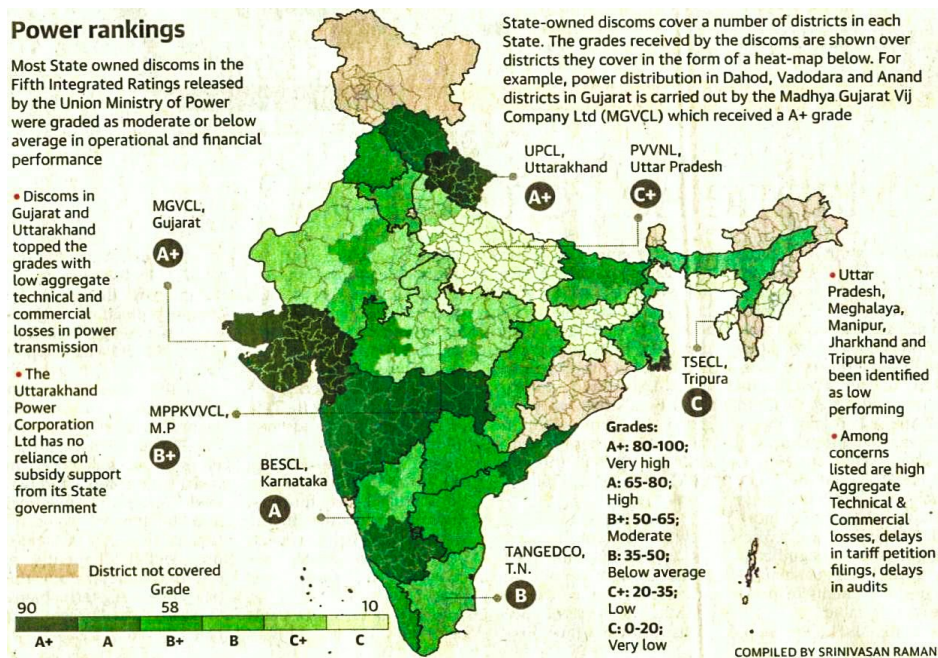 Power rankings
Most State owned discoms in the
Fifth Integrated Ratings released
by the Union Ministry of Power
were graded as moderate or below
average in operational and financial
performance
State-owned discoms cover a number of districts in each
State. The grades received by the discoms are shown over
districts they cover in the form of a heat-map below. For
example, power distribution in Dahod, Vadodara and Anand
districts in Gujarat is carried out by the Madhya Gujarat Vij
Company Ltd (MGVCL) which received a A+ grade
• Discoms in
Gujarat and
Uttarakhand
topped the
grades with
low aggregate
technical and
commercial
losses in power
transmission
• The
Uttarakhand
Power
Corporation
Ltd has no
reliance on
subsidy support
from its State
government
MGVCL,
Gujarat
A+
UPCL,
Uttarakhand
A+
PVVNL,
Uttar Pradesh
C+
MPPKVVCL,
M.P
B+
BESCL,
Karnataka
A
TSECL,
Tripura
C
TANGEDCO,
T.N.
B
• Uttar
Pradesh,
Meghalaya,
Manipur,
Jharkhand and
Tripura have
been identified
as low
performing
• Among
concerns
listed are high
Aggregate
Technical &
Commercial
losses, delays
in tariff petition
filings, delays
in audits
Grades:
A+: 80-100;
Very high
A: 65-80;
High
B+: 50-65;
Moderate
B: 35-50;
Below average
C+: 20-35;
Low
C: 0-20;
Very low
District not covered
Grade
90 58 10
A+ A B+ B C+ C
COMPILED BY SRINIVASAN RAMAN